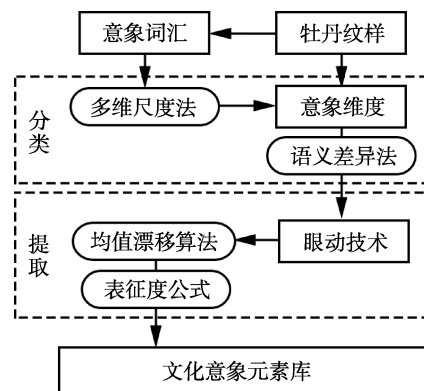 意象词汇
牡丹纹样
分类
多维尺度法
意象维度
语义差异法
提取
均值漂移算法
眼动技术
表征度公式
文化意象元素库